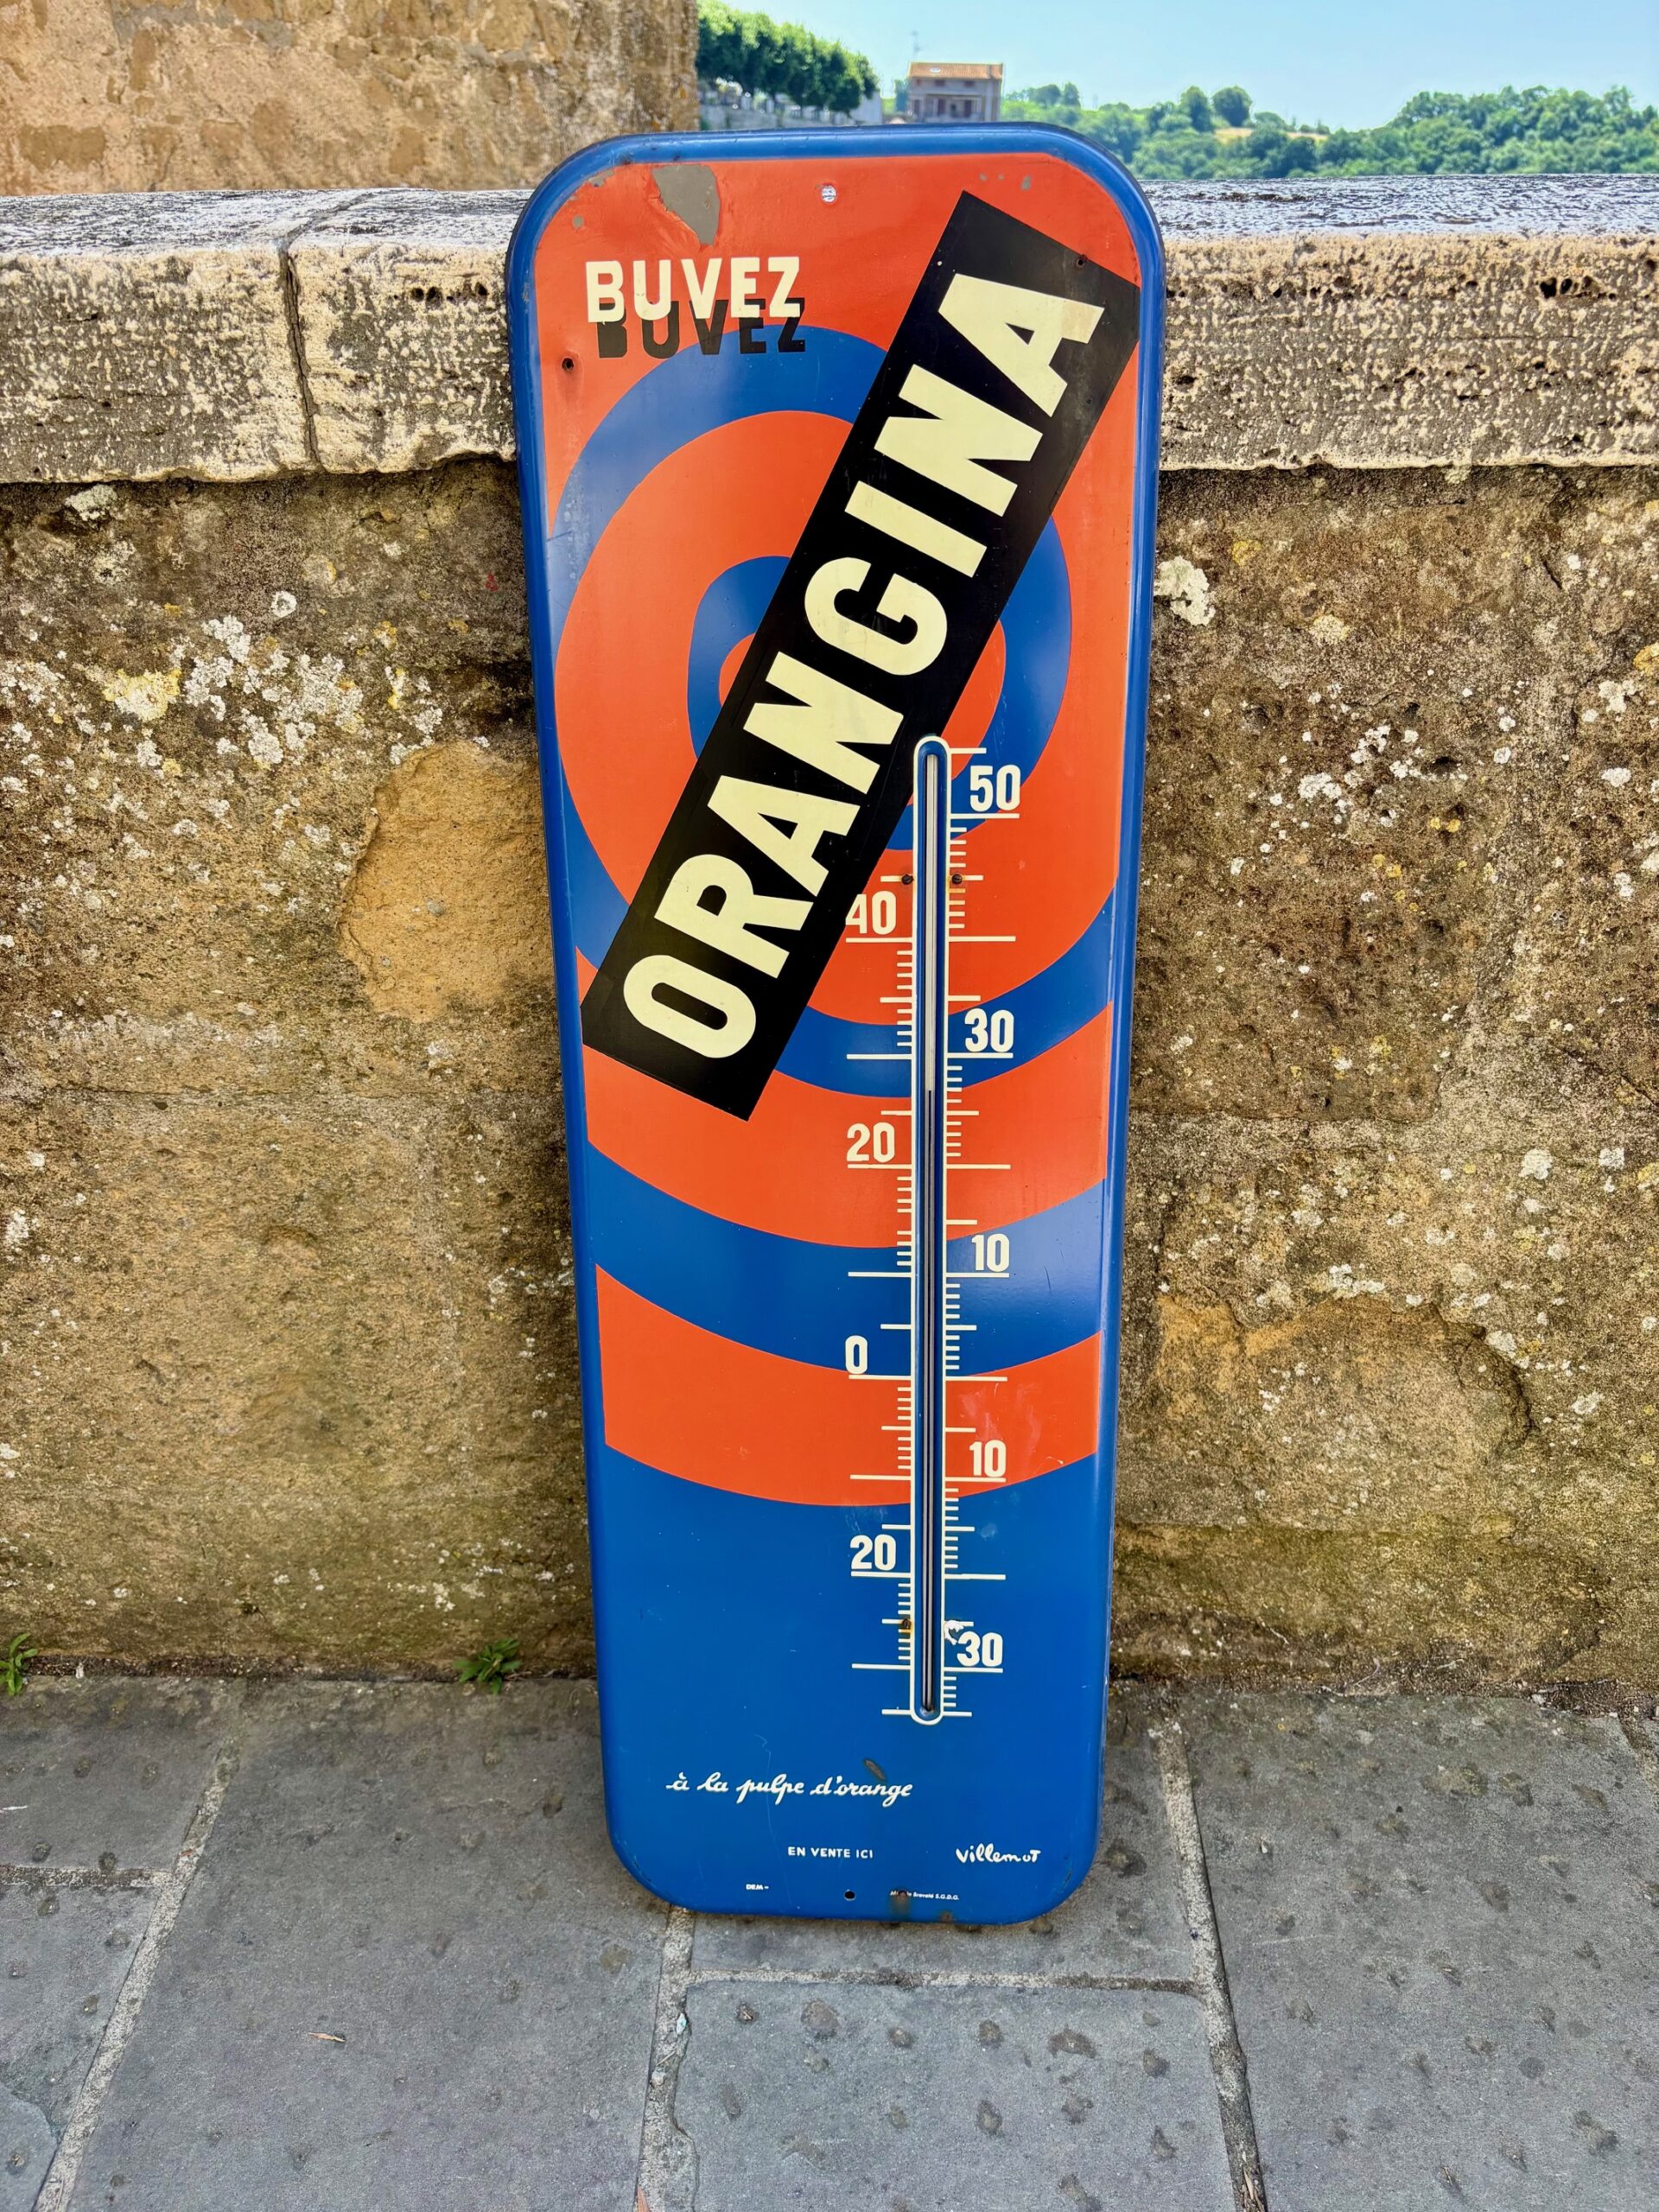 BUVEZ
BUVEZ
ORANGINA
50
40
30
20
10
0
10
20
30
à la pulpe d'orange
EN VENTE ICI
Villemot
Breveté S.G.D.G.